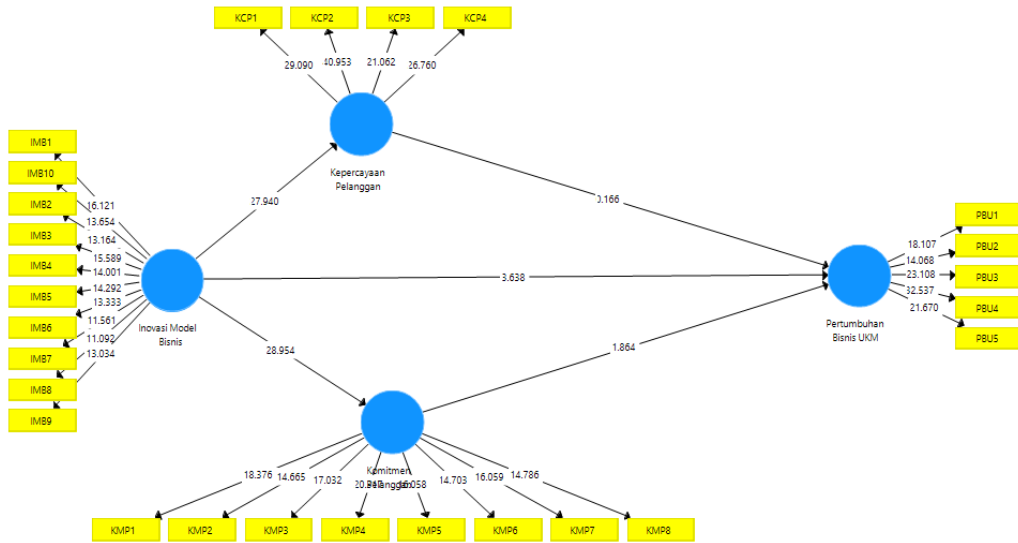 KCP1
KCP2
KCP3
KCP4
29.090
40.953
21.062
26.760
Kepercayaan
Pelanggan
IMB1
IMB10
IMB2
IMB3
IMB4
IMB5
IMB6
IMB7
IMB8
IMB9
16.121
13.654
13.164
15.589
14.001
14.292
13.333
11.561
11.092
13.034
Inovasi Model
Bisnis
27.940
0.166
3.638
28.954
1.864
PBU1
PBU2
PBU3
PBU4
PBU5
18.107
14.068
23.108
32.537
21.670
Pertumbuhan
Bisnis UKM
Komitmen
Pelanggan
18.376
14.665
17.032
16.058
14.703
16.059
14.786
KMP1
KMP2
KMP3
KMP4
KMP5
KMP6
KMP7
KMP8